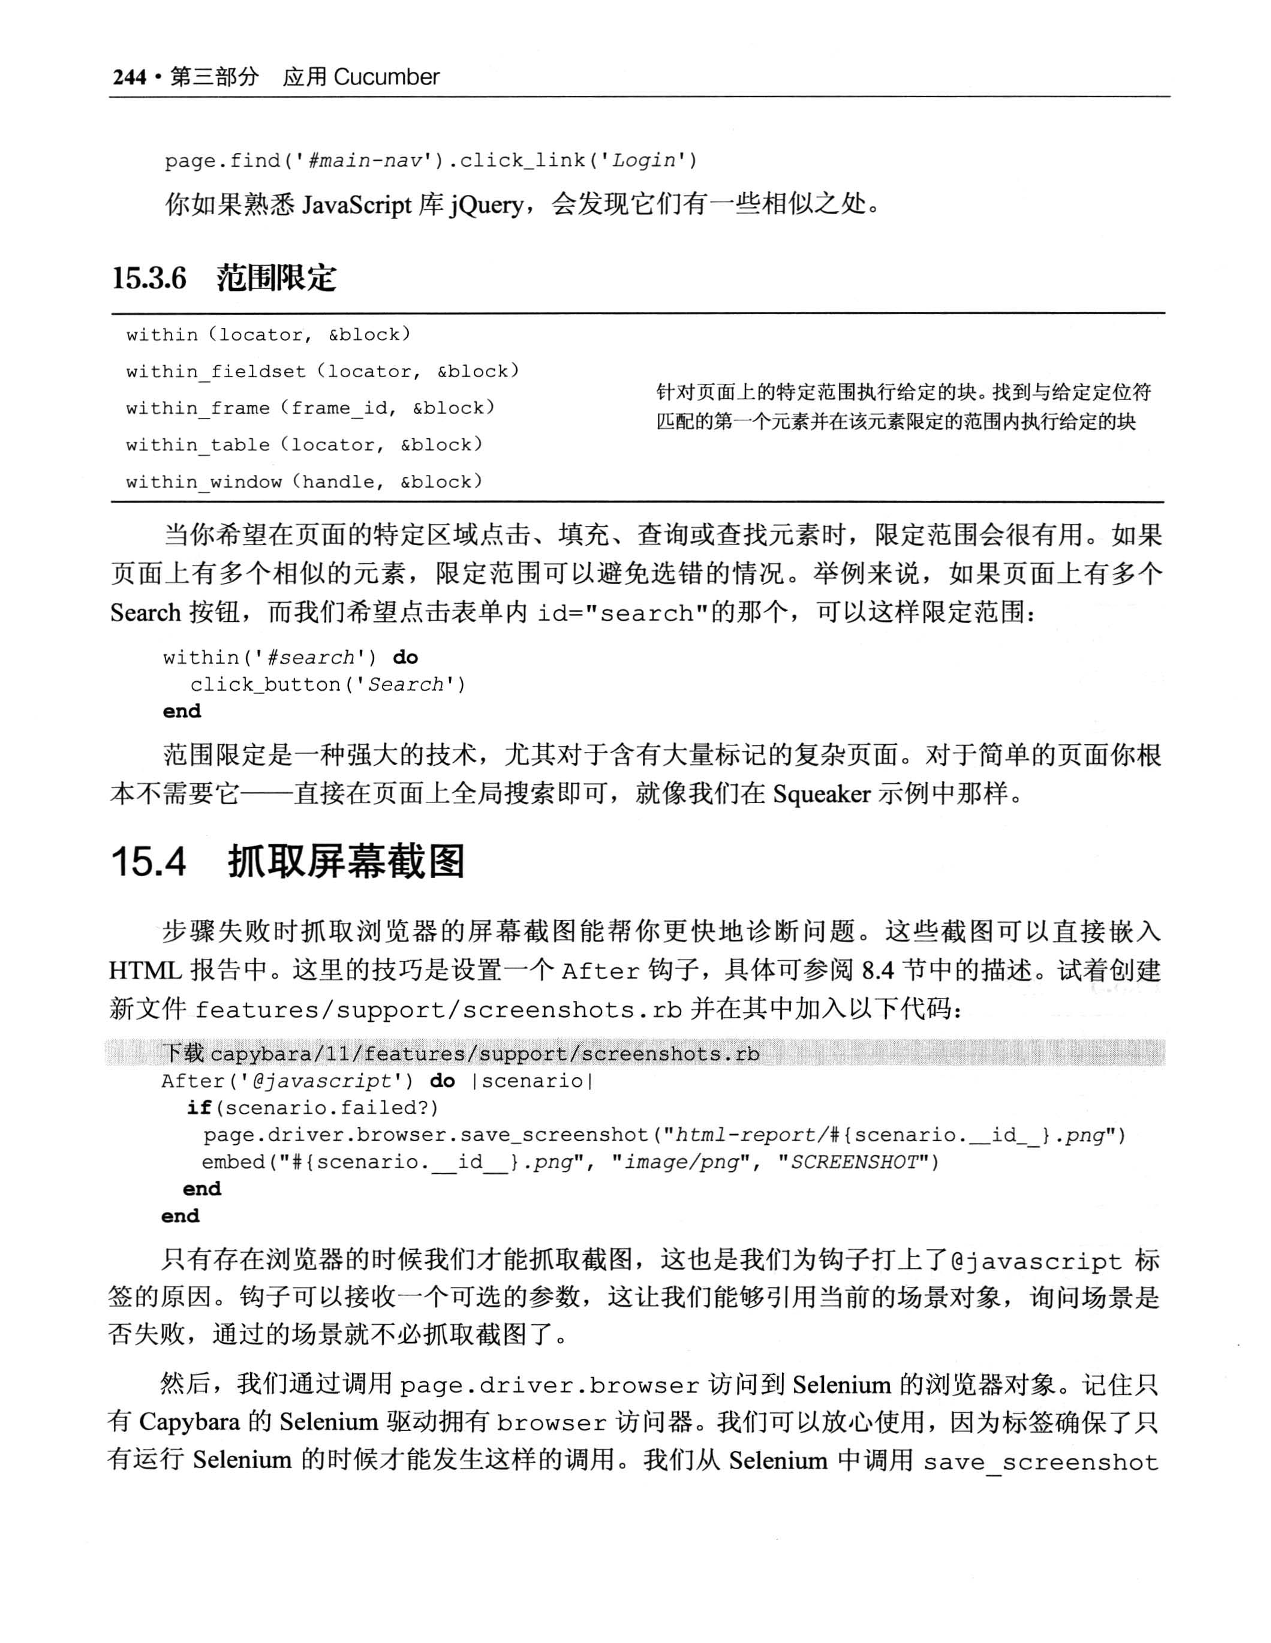 244·第三部分 应用 Cucumber
page.find('#main-nav').click_link('Login')
你如果熟悉 JavaScript 库 jQuery，会发现它们有一些相似之处。
15.3.6 范围限定
within (locator, &block)
within_fieldset (locator, &block)
within_frame (frame_id, &block)
within_table (locator, &block)
within_window (handle, &block)
针对页面上的特定范围执行给定的块。找到与给定定位符
匹配的第一个元素并在该元素限定的范围内执行给定的块
当你希望在页面的特定区域点击、填充、查询或查找元素时，限定范围会很有用。如果
页面上有多个相似的元素，限定范围可以避免选错的情况。举例来说，如果页面上有多个
Search 按钮，而我们希望点击表单内 id="search"的那个，可以这样限定范围：
within('#search') do
click_button('Search')
end
范围限定是一种强大的技术，尤其对于含有大量标记的复杂页面。对于简单的页面你根
本不需要它——直接在页面上全局搜索即可，就像我们在 Squeaker 示例中那样。
15.4 抓取屏幕截图
步骤失败时抓取浏览器的屏幕截图能帮你更快地诊断问题。这些截图可以直接嵌入
HTML 报告中。这里的技巧是设置一个 After 钩子，具体可参阅 8.4 节中的描述。试着创建
新文件 features/support/screenshots.rb 并在其中加入以下代码：
下载 capybara/11/features/support/screenshots.rb
After('@javascript') do |scenario|
if(scenario.failed?)
page.driver.browser.save_screenshot("html-report/#{scenario.__id__}.png")
embed("#{scenario.__id__}.png", "image/png", "SCREENSHOT")
end
end
只有存在浏览器的时候我们才能抓取截图，这也是我们为钩子打上了@javascript 标
签的原因。钩子可以接收一个可选的参数，这让我们能够引用当前的场景对象，询问场景是
否失败，通过的场景就不必抓取截图了。
然后，我们通过调用 page.driver.browser 访问到 Selenium 的浏览器对象。记住只
有 Capybara 的 Selenium 驱动拥有 browser 访问器。我们可以放心使用，因为标签确保了只
有运行 Selenium 的时候才能发生这样的调用。我们从 Selenium 中调用 save_screenshot